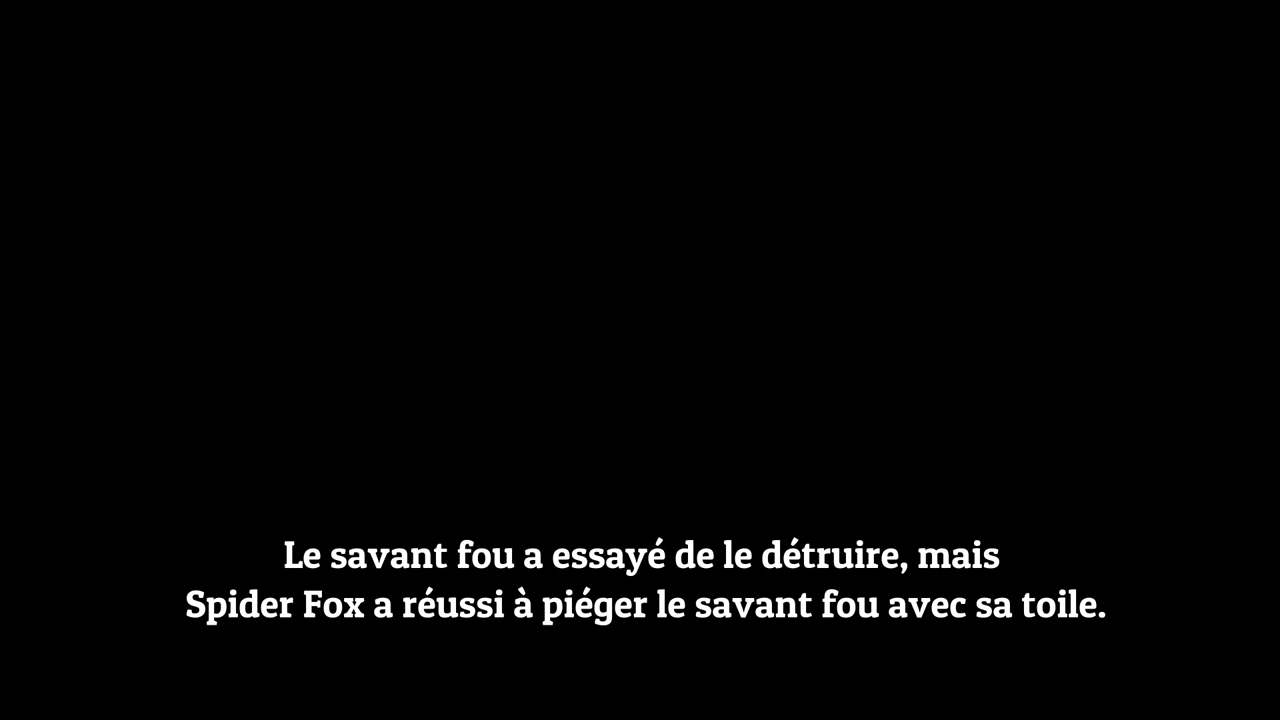 Le savant fou a essayé de le détruire, mais
Spider Fox a réussi à piéger le savant fou avec sa toile.